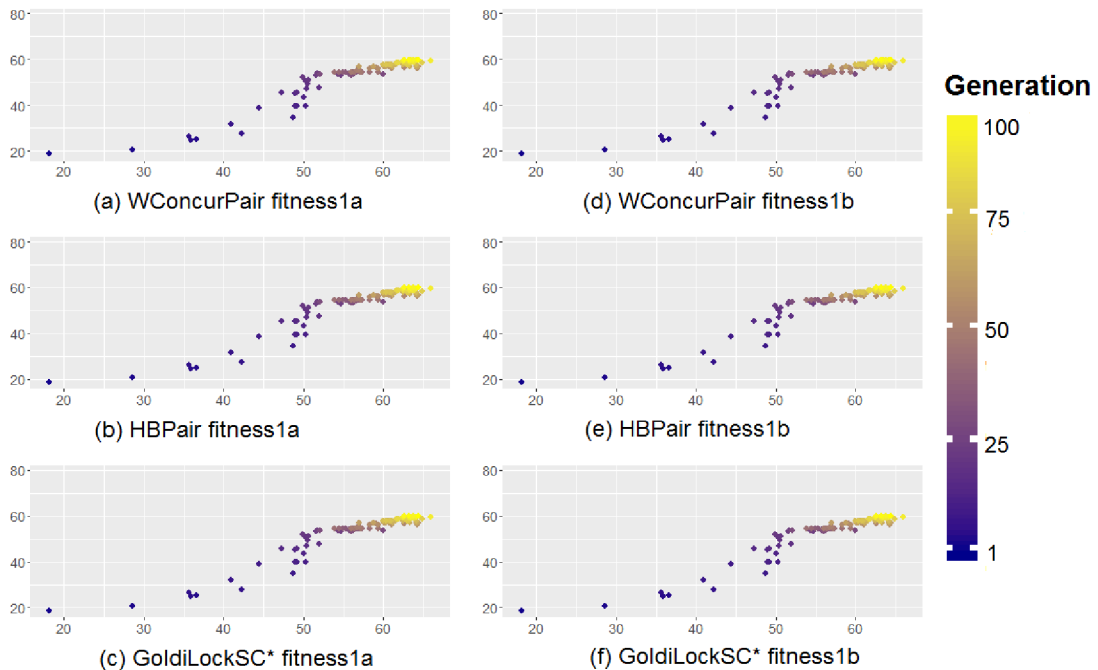 80
60
40
20
20 30 40 50 60
(a) WConcurPair fitness1a
80
60
40
20
20 30 40 50 60
(d) WConcurPair fitness1b
80
60
40
20
20 30 40 50 60
(b) HBPair fitness1a
80
60
40
20
20 30 40 50 60
(e) HBPair fitness1b
80
60
40
20
20 30 40 50 60
(c) GoldiLockSC* fitness1a
80
60
40
20
20 30 40 50 60
(f) GoldiLockSC* fitness1b
Generation
100
75
50
25
1